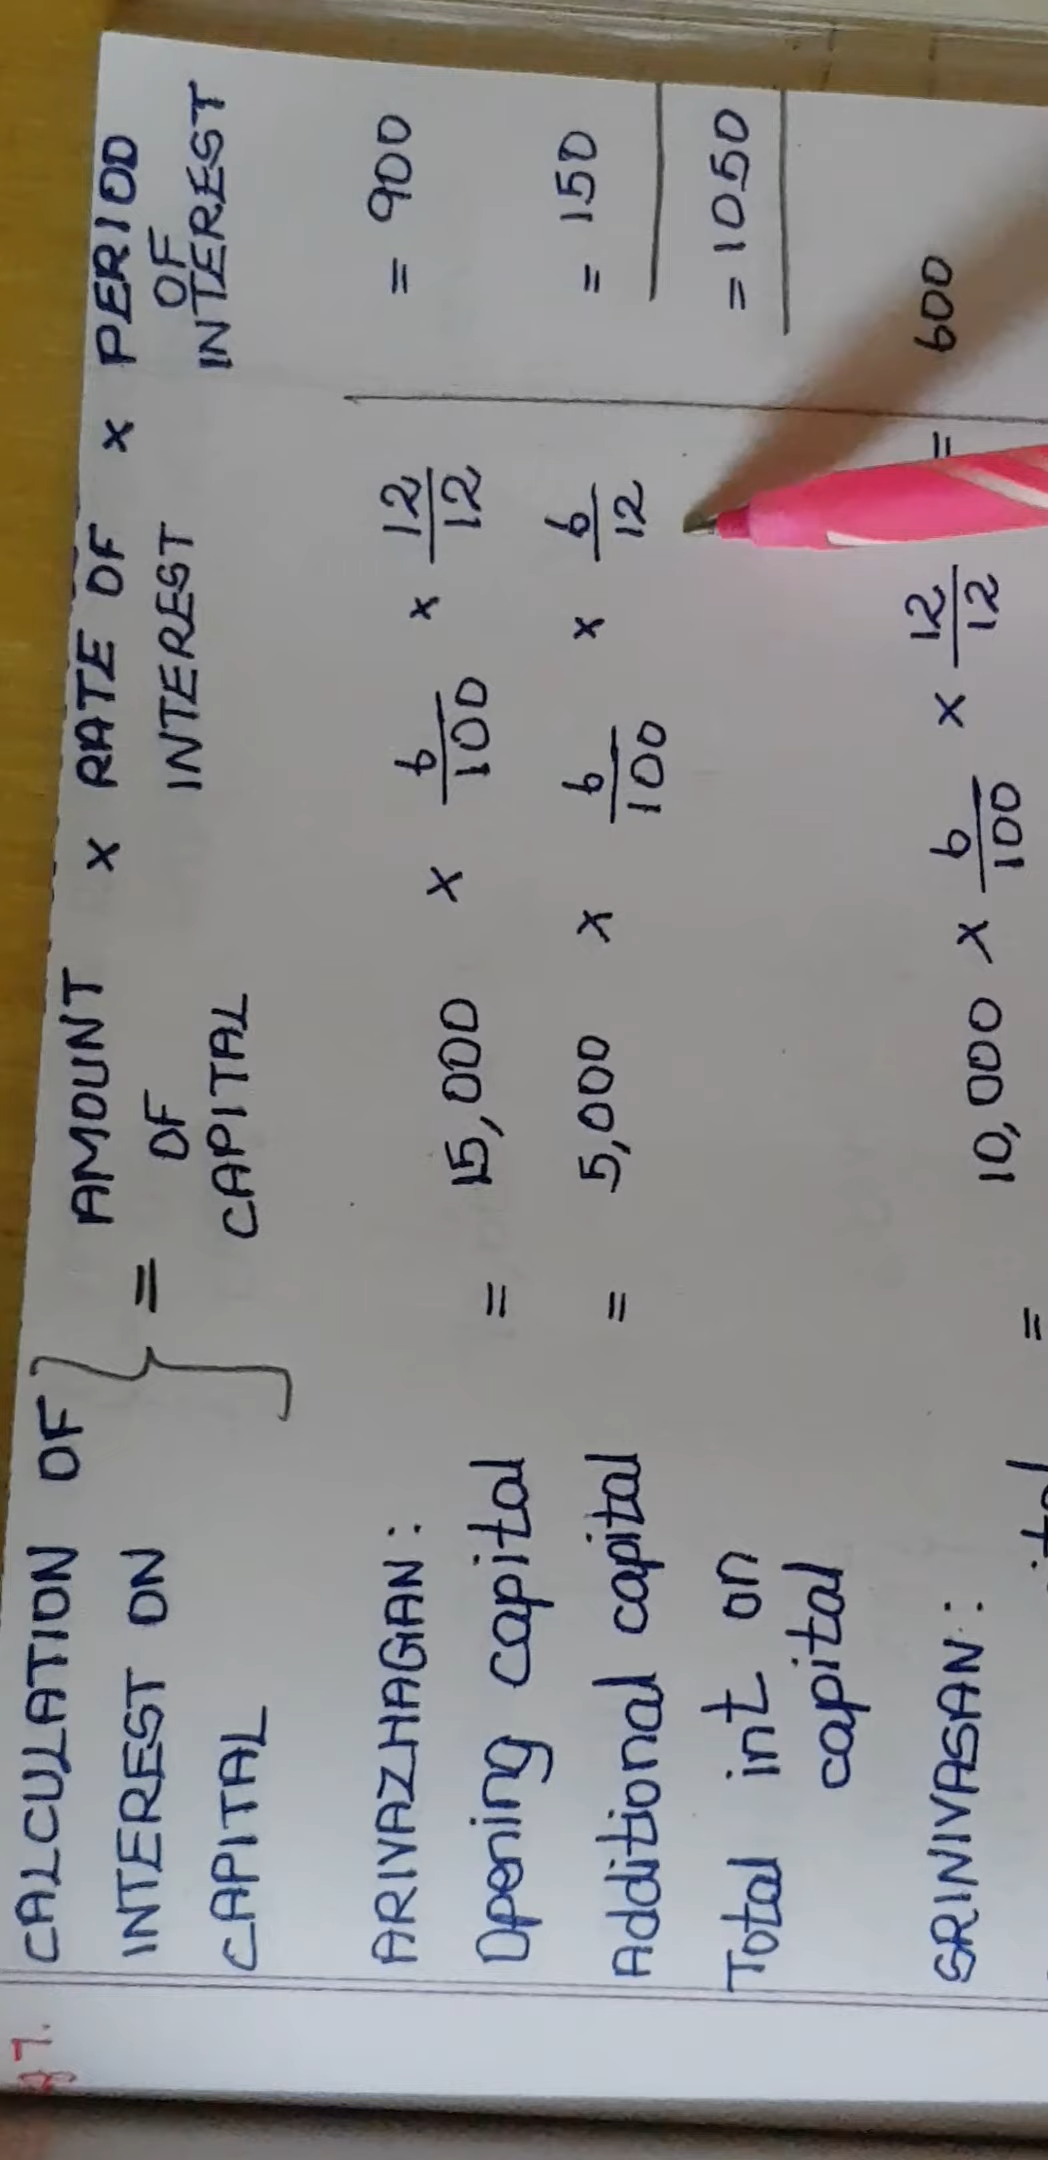 97.
CALCULATION OF } = AMOUNT × RATE OF × PERIOD
INTEREST ON OF INTEREST OF
CAPITAL CAPITAL INTEREST
ARIVAZHAGAN:
Opening capital = 15,000 × 6/100 × 12/12 = 900
Additional capital = 5,000 × 6/100 × 6/12 = 150
Total int on = 1050
capital
SRINIVASAN:
= 10,000 × 6/100 × 12/12 = 600